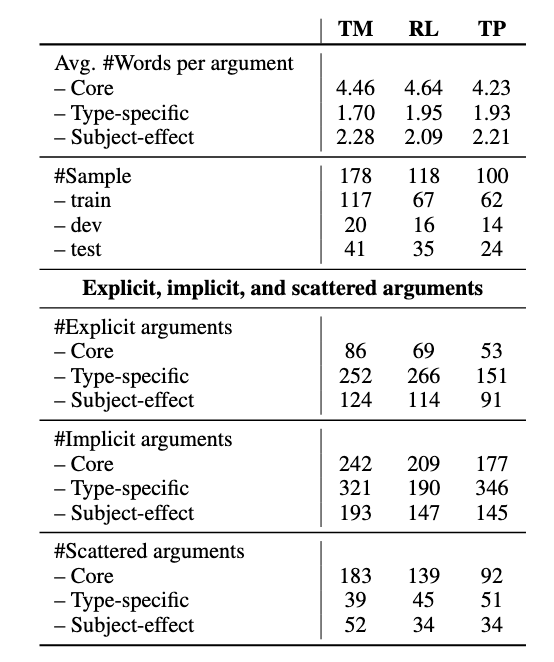 TM RL TP
Avg. #Words per argument
– Core 4.46 4.64 4.23
– Type-specific 1.70 1.95 1.93
– Subject-effect 2.28 2.09 2.21
#Sample 178 118 100
– train 117 67 62
– dev 20 16 14
– test 41 35 24
Explicit, implicit, and scattered arguments
#Explicit arguments
– Core 86 69 53
– Type-specific 252 266 151
– Subject-effect 124 114 91
#Implicit arguments
– Core 242 209 177
– Type-specific 321 190 346
– Subject-effect 193 147 145
#Scattered arguments
– Core 183 139 92
– Type-specific 39 45 51
– Subject-effect 52 34 34